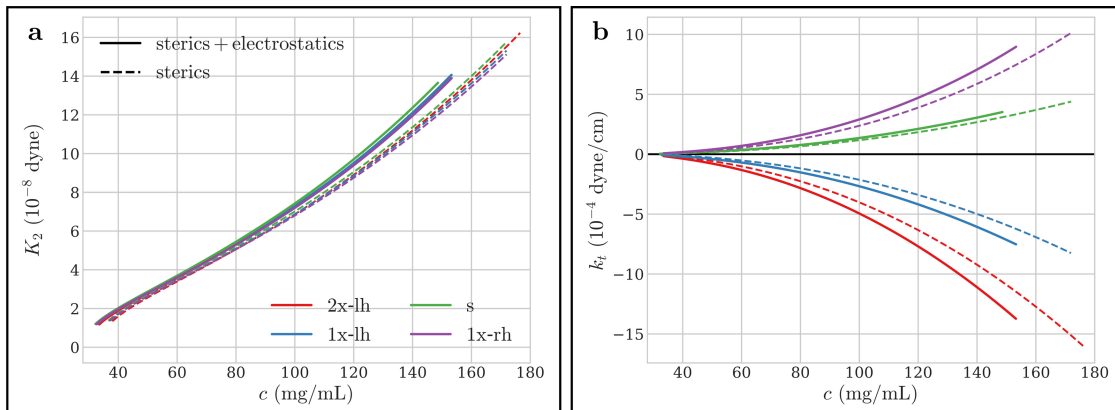 a
sterics + electrostatics
sterics
16
14
12
10
8
6
4
2
0
K₂ (10⁻⁸ dyne)
2x-lh
s
1x-lh
1x-rh
40 60 80 100 120 140 160 180
c (mg/mL)
b
10
5
0
−5
−10
−15
kₜ (10⁻⁴ dyne/cm)
40 60 80 100 120 140 160 180
c (mg/mL)